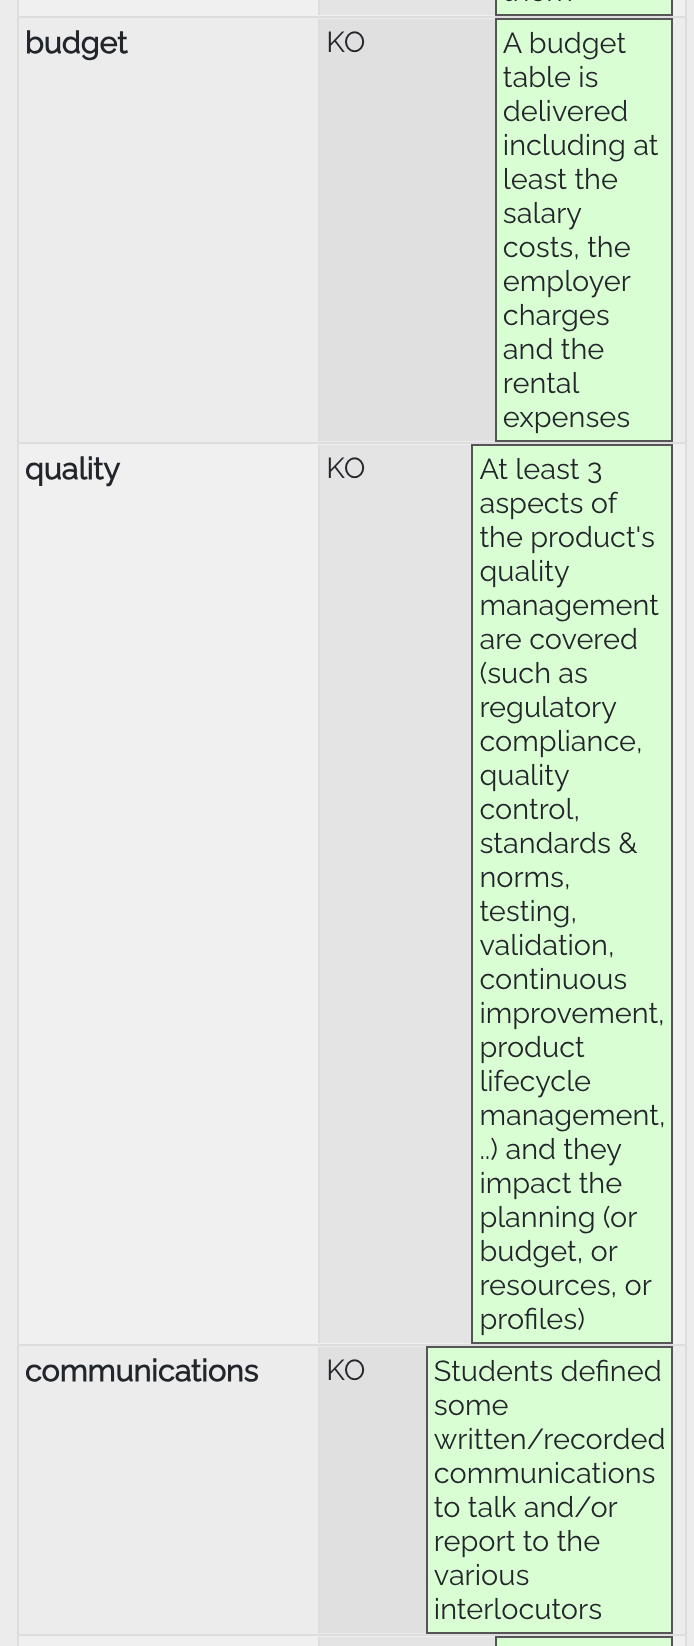 budget
KO
A budget
table is
delivered
including at
least the
salary
costs, the
employer
charges
and the
rental
expenses
quality
KO
At least 3
aspects of
the product's
quality
management
are covered
(such as
regulatory
compliance,
quality
control,
standards &
norms,
testing,
validation,
continuous
improvement,
product
lifecycle
management,
..) and they
impact the
planning (or
budget, or
resources, or
profiles)
communications
KO
Students defined
some
written/recorded
communications
to talk and/or
report to the
various
interlocutors